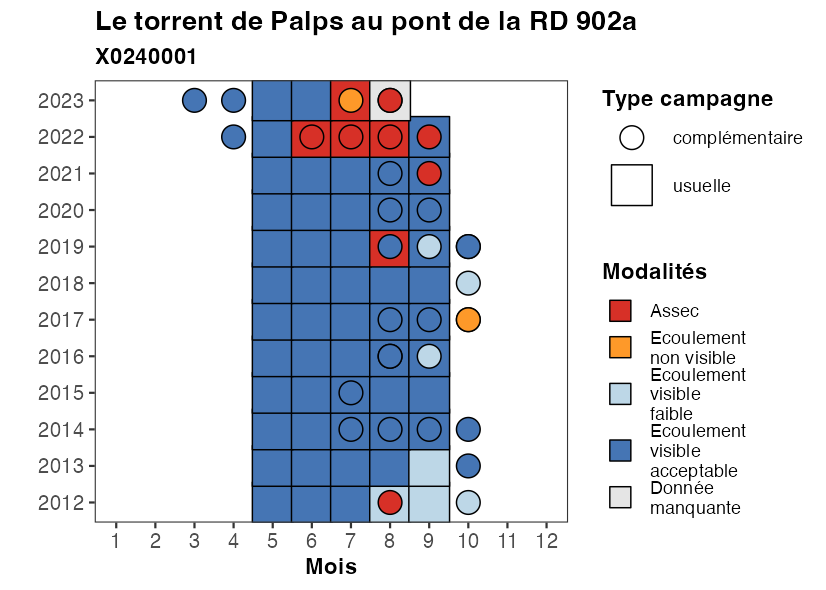 Le torrent de Palps au pont de la RD 902a
X0240001
2023
2022
2021
2020
2019
2018
2017
2016
2015
2014
2013
2012
1 2 3 4 5 6 7 8 9 10 11 12
Mois
Type campagne
complémentaire
usuelle
Modalités
Assec
Ecoulement
non visible
Ecoulement
visible
faible
Ecoulement
visible
acceptable
Donnée
manquante